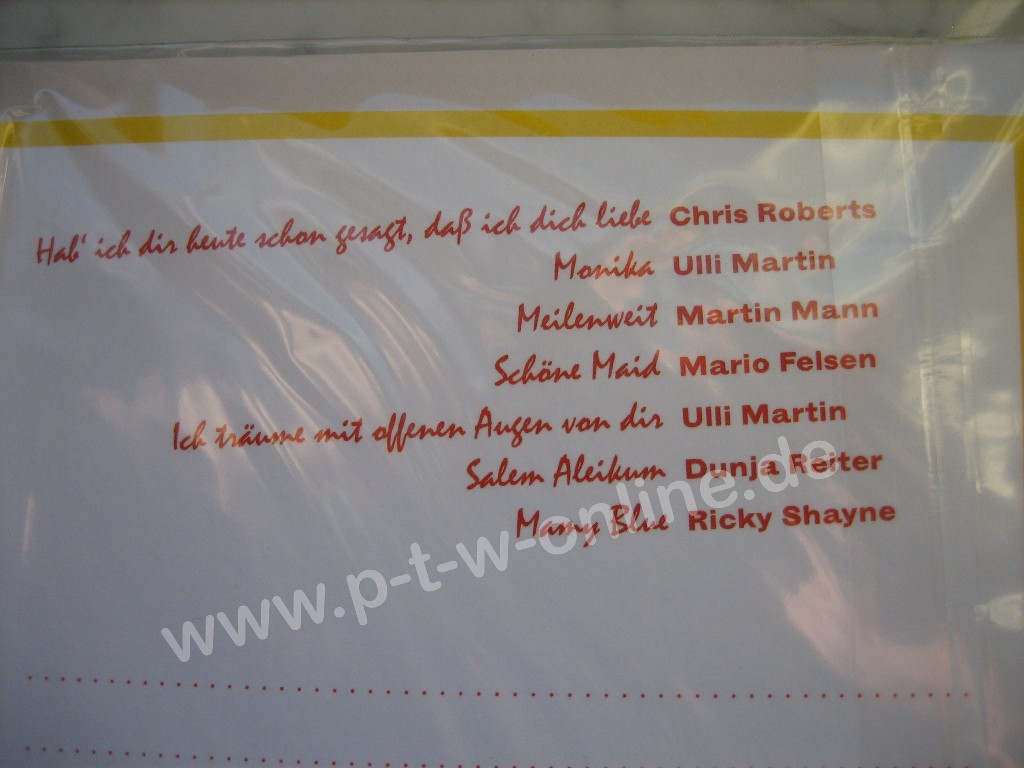 Hab' ich dir heute schon gesagt, daß ich dich liebe Chris Roberts
Monika Ulli Martin
Meilenweit Martin Mann
Schöne Maid Mario Felsen
Ich träume mit offenen Augen von dir Ulli Martin
Salem Aleikum Dunja Reiter
Mamy Blue Ricky Shayne
www.p-t-w-online.de